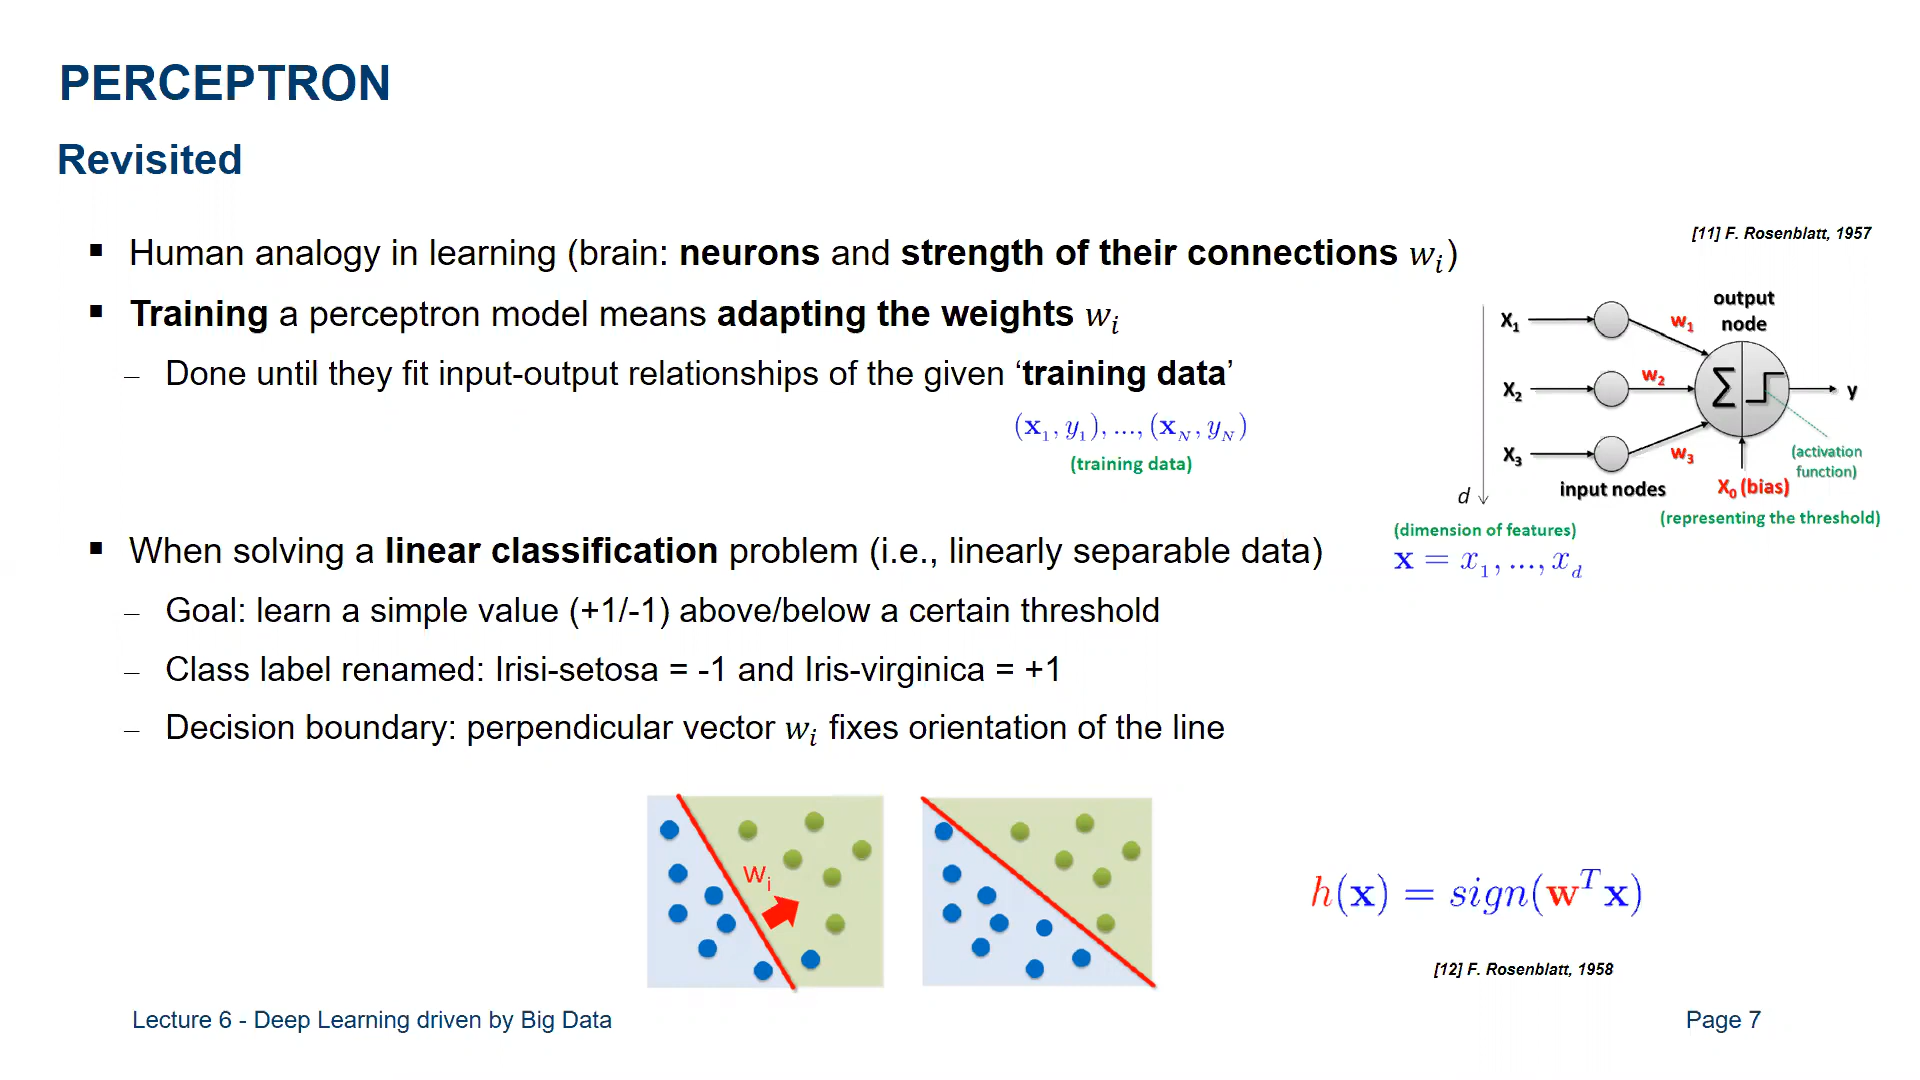 PERCEPTRON
Revisited
▪ Human analogy in learning (brain: neurons and strength of their connections wᵢ)
▪ Training a perceptron model means adapting the weights wᵢ
– Done until they fit input-output relationships of the given ‘training data’
(x₁, y₁), ..., (x_N, y_N)
(training data)
▪ When solving a linear classification problem (i.e., linearly separable data)
– Goal: learn a simple value (+1/-1) above/below a certain threshold
– Class label renamed: Irisi-setosa = -1 and Iris-virginica = +1
– Decision boundary: perpendicular vector wᵢ fixes orientation of the line
[11] F. Rosenblatt, 1957
output
node
X₁
w₁
X₂
w₂
Σ
y
X₃
w₃
(activation
function)
d
input nodes
X₀ (bias)
(representing the threshold)
(dimension of features)
x = x₁, ..., x_d
wᵢ
h(x) = sign(wᵀx)
[12] F. Rosenblatt, 1958
Lecture 6 - Deep Learning driven by Big Data
Page 7